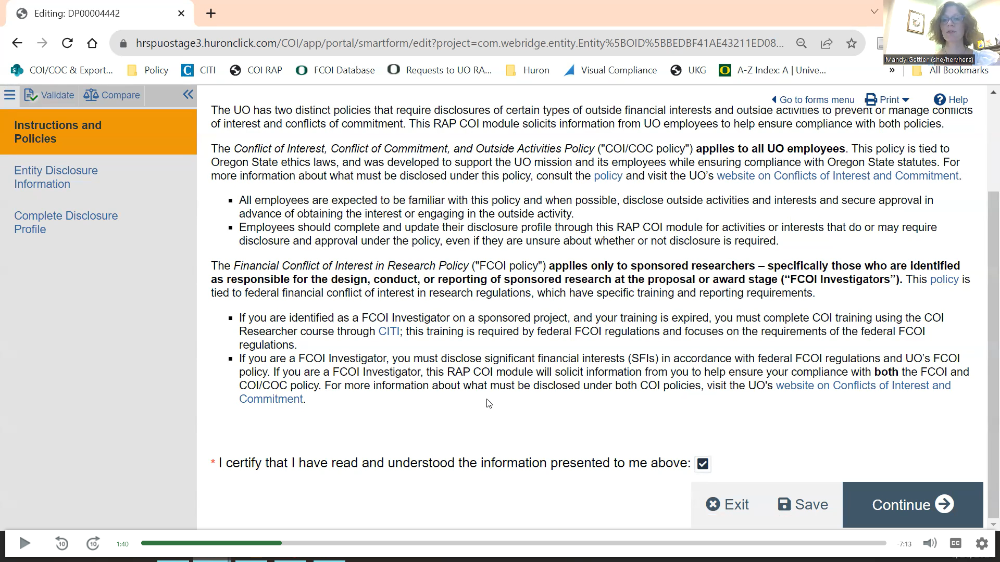 Editing: DP00004442
hrspuostage3.huronclick.com/COI/app/portal/smartform/edit?project=com.webridge.entity.Entity%5BOID%5BBEDBF41AE43211ED08...
Mandy Gettler (she/her/hers)
COI/COC & Export... Policy CITI COI RAP FCOI Database Requests to UO RA... Huron Visual Compliance UKG A-Z Index: A | Unive... » All Bookmarks
Validate Compare
Go to forms menu Print Help
Instructions and
Policies
Entity Disclosure
Information
Complete Disclosure
Profile
The UO has two distinct policies that require disclosures of certain types of outside financial interests and outside activities to prevent or manage conflicts
of interest and conflicts of commitment. This RAP COI module solicits information from UO employees to help ensure compliance with both policies.
The Conflict of Interest, Conflict of Commitment, and Outside Activities Policy ("COI/COC policy") applies to all UO employees. This policy is tied to
Oregon State ethics laws, and was developed to support the UO mission and its employees while ensuring compliance with Oregon State statutes. For
more information about what must be disclosed under this policy, consult the policy and visit the UO's website on Conflicts of Interest and Commitment.
▪ All employees are expected to be familiar with this policy and when possible, disclose outside activities and interests and secure approval in
advance of obtaining the interest or engaging in the outside activity.
▪ Employees should complete and update their disclosure profile through this RAP COI module for activities or interests that do or may require
disclosure and approval under the policy, even if they are unsure about whether or not disclosure is required.
The Financial Conflict of Interest in Research Policy ("FCOI policy") applies only to sponsored researchers – specifically those who are identified
as responsible for the design, conduct, or reporting of sponsored research at the proposal or award stage (“FCOI Investigators”). This policy is
tied to federal financial conflict of interest in research regulations, which have specific training and reporting requirements.
▪ If you are identified as a FCOI Investigator on a sponsored project, and your training is expired, you must complete COI training using the COI
Researcher course through CITI; this training is required by federal FCOI regulations and focuses on the requirements of the federal FCOI
regulations.
▪ If you are a FCOI Investigator, you must disclose significant financial interests (SFIs) in accordance with federal FCOI regulations and UO's FCOI
policy. If you are a FCOI Investigator, this RAP COI module will solicit information from you to help ensure your compliance with both the FCOI and
COI/COC policy. For more information about what must be disclosed under both COI policies, visit the UO's website on Conflicts of Interest and
Commitment.
* I certify that I have read and understood the information presented to me above:
Exit Save Continue
10 10 1:40 -7:13 CC